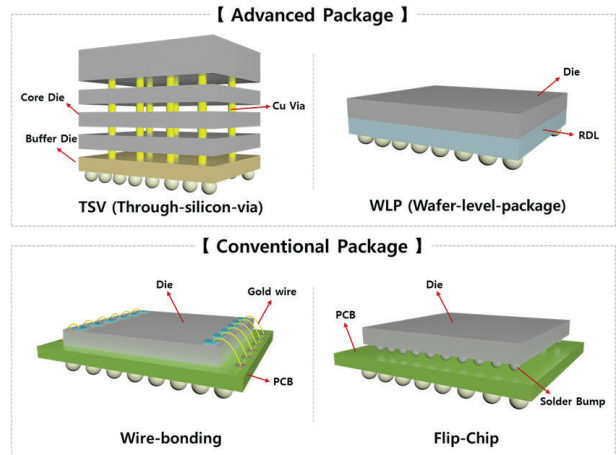 【 Advanced Package 】
Core Die
Buffer Die
Cu Via
TSV (Through-silicon-via)
Die
RDL
WLP (Wafer-level-package)
【 Conventional Package 】
Die
Gold wire
PCB
Wire-bonding
Die
PCB
Solder Bump
Flip-Chip